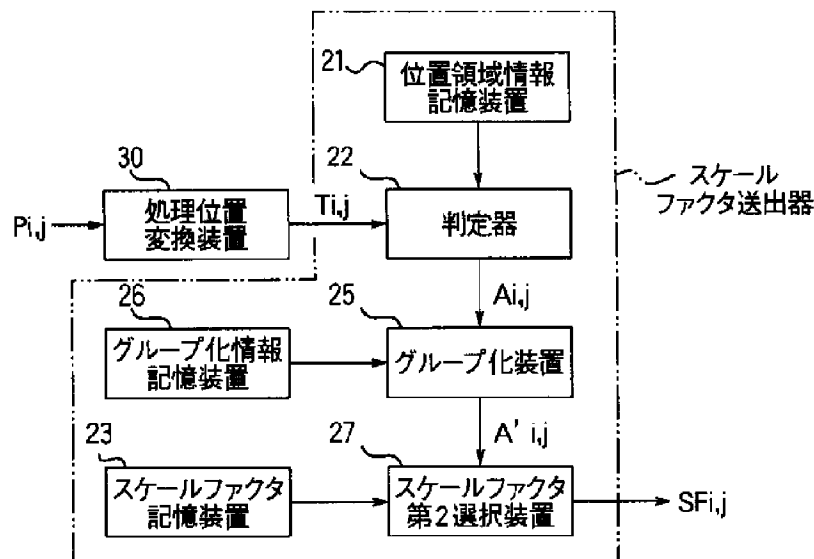 21
位置領域情報
記憶装置
30
処理位置
変換装置
Pi,j
Ti,j
22
判定器
スケール
ファクタ送出器
Ai,j
26
グループ化情報
記憶装置
25
グループ化装置
A' i,j
23
スケールファクタ
記憶装置
27
スケールファクタ
第2選択装置
SFi,j